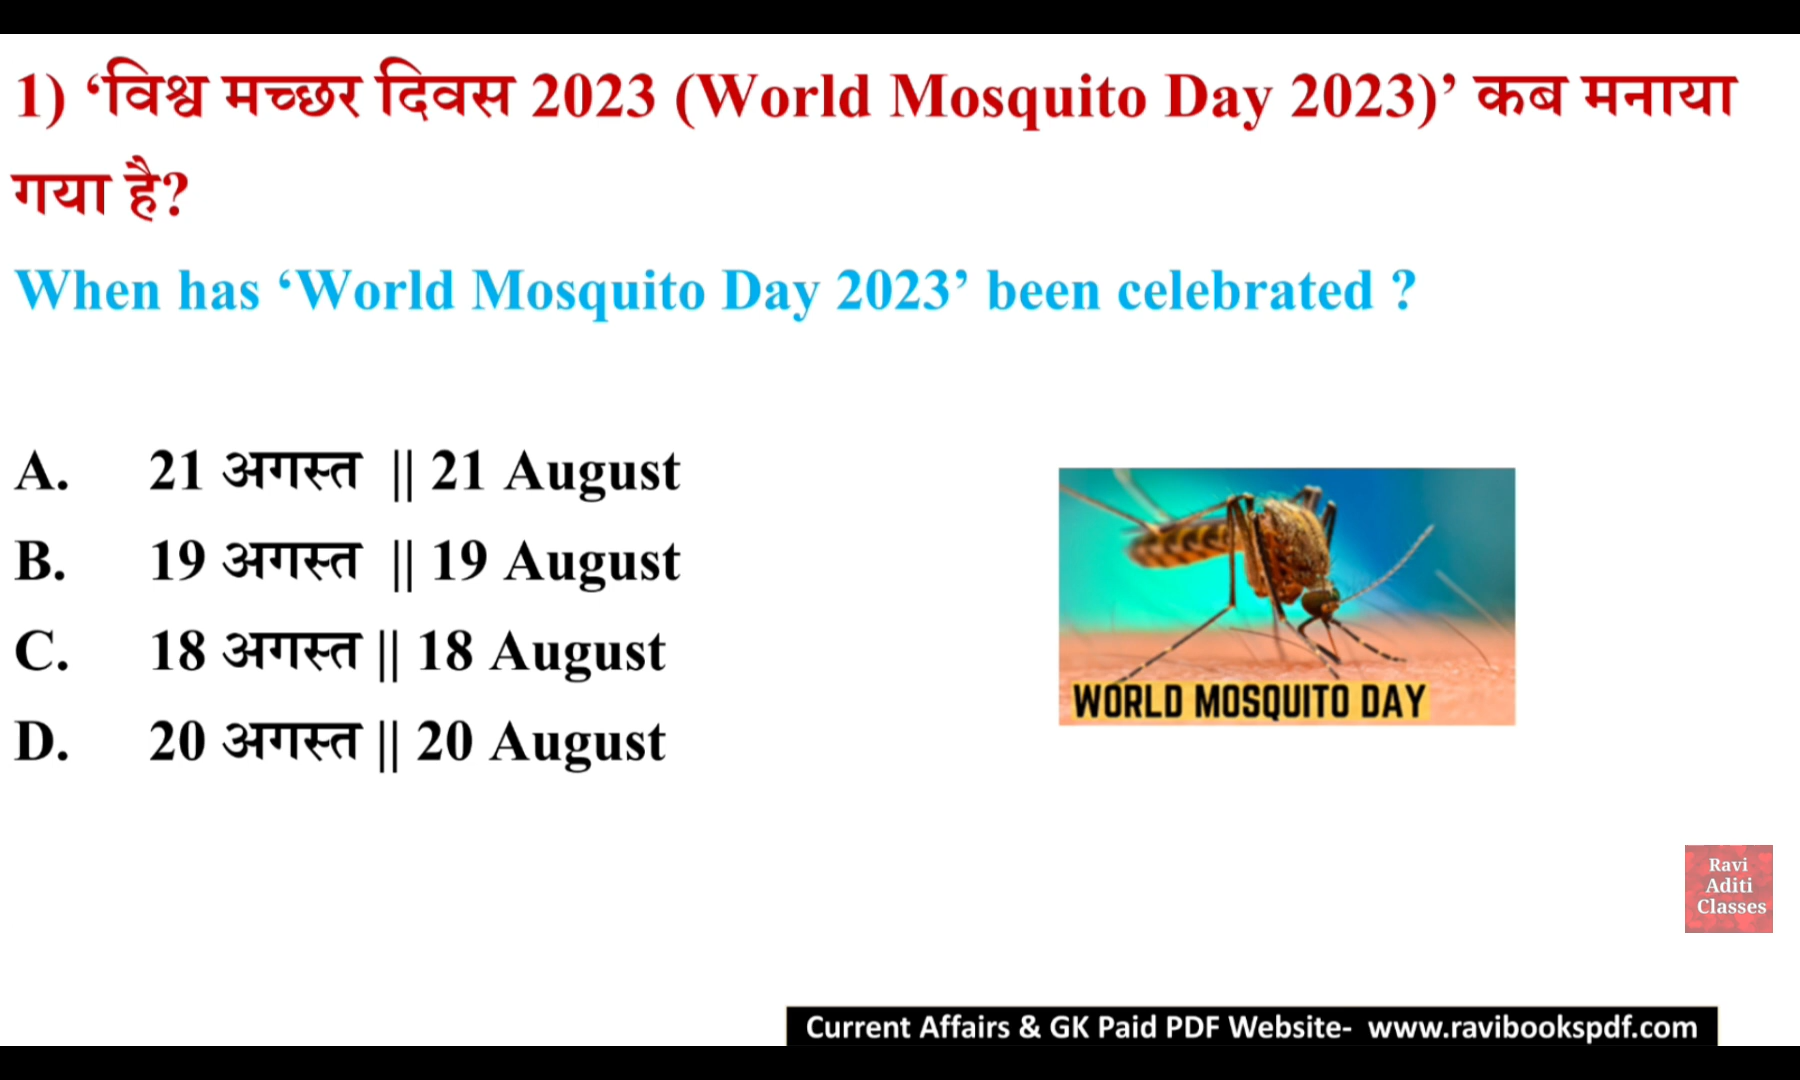 1) ‘विश्व मच्छर दिवस 2023 (World Mosquito Day 2023)’ कब मनाया
गया है?
When has ‘World Mosquito Day 2023’ been celebrated ?
A. 21 अगस्त || 21 August
B. 19 अगस्त || 19 August
C. 18 अगस्त || 18 August
D. 20 अगस्त || 20 August
WORLD MOSQUITO DAY
Ravi
Aditi
Classes
Current Affairs & GK Paid PDF Website- www.ravibookspdf.com